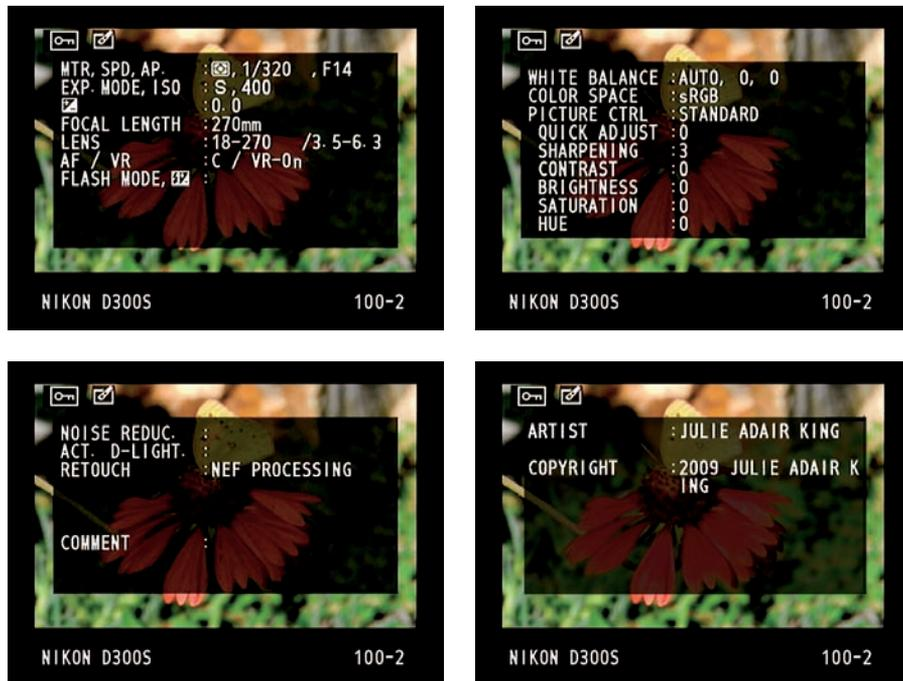 MTR, SPD, AP. : , 1/320 , F14
EXP. MODE, ISO : S, 400
: 0.0
FOCAL LENGTH : 270mm
LENS : 18-270 /3.5-6.3
AF / VR : C / VR-On
FLASH MODE, :
NIKON D300S 100-2
WHITE BALANCE : AUTO, 0, 0
COLOR SPACE : sRGB
PICTURE CTRL : STANDARD
QUICK ADJUST : 0
SHARPENING : 3
CONTRAST : 0
BRIGHTNESS : 0
SATURATION : 0
HUE : 0
NIKON D300S 100-2
NOISE REDUC. :
ACT. D-LIGHT. :
RETOUCH : NEF PROCESSING
COMMENT :
NIKON D300S 100-2
ARTIST : JULIE ADAIR KING
COPYRIGHT : 2009 JULIE ADAIR K
ING
NIKON D300S 100-2